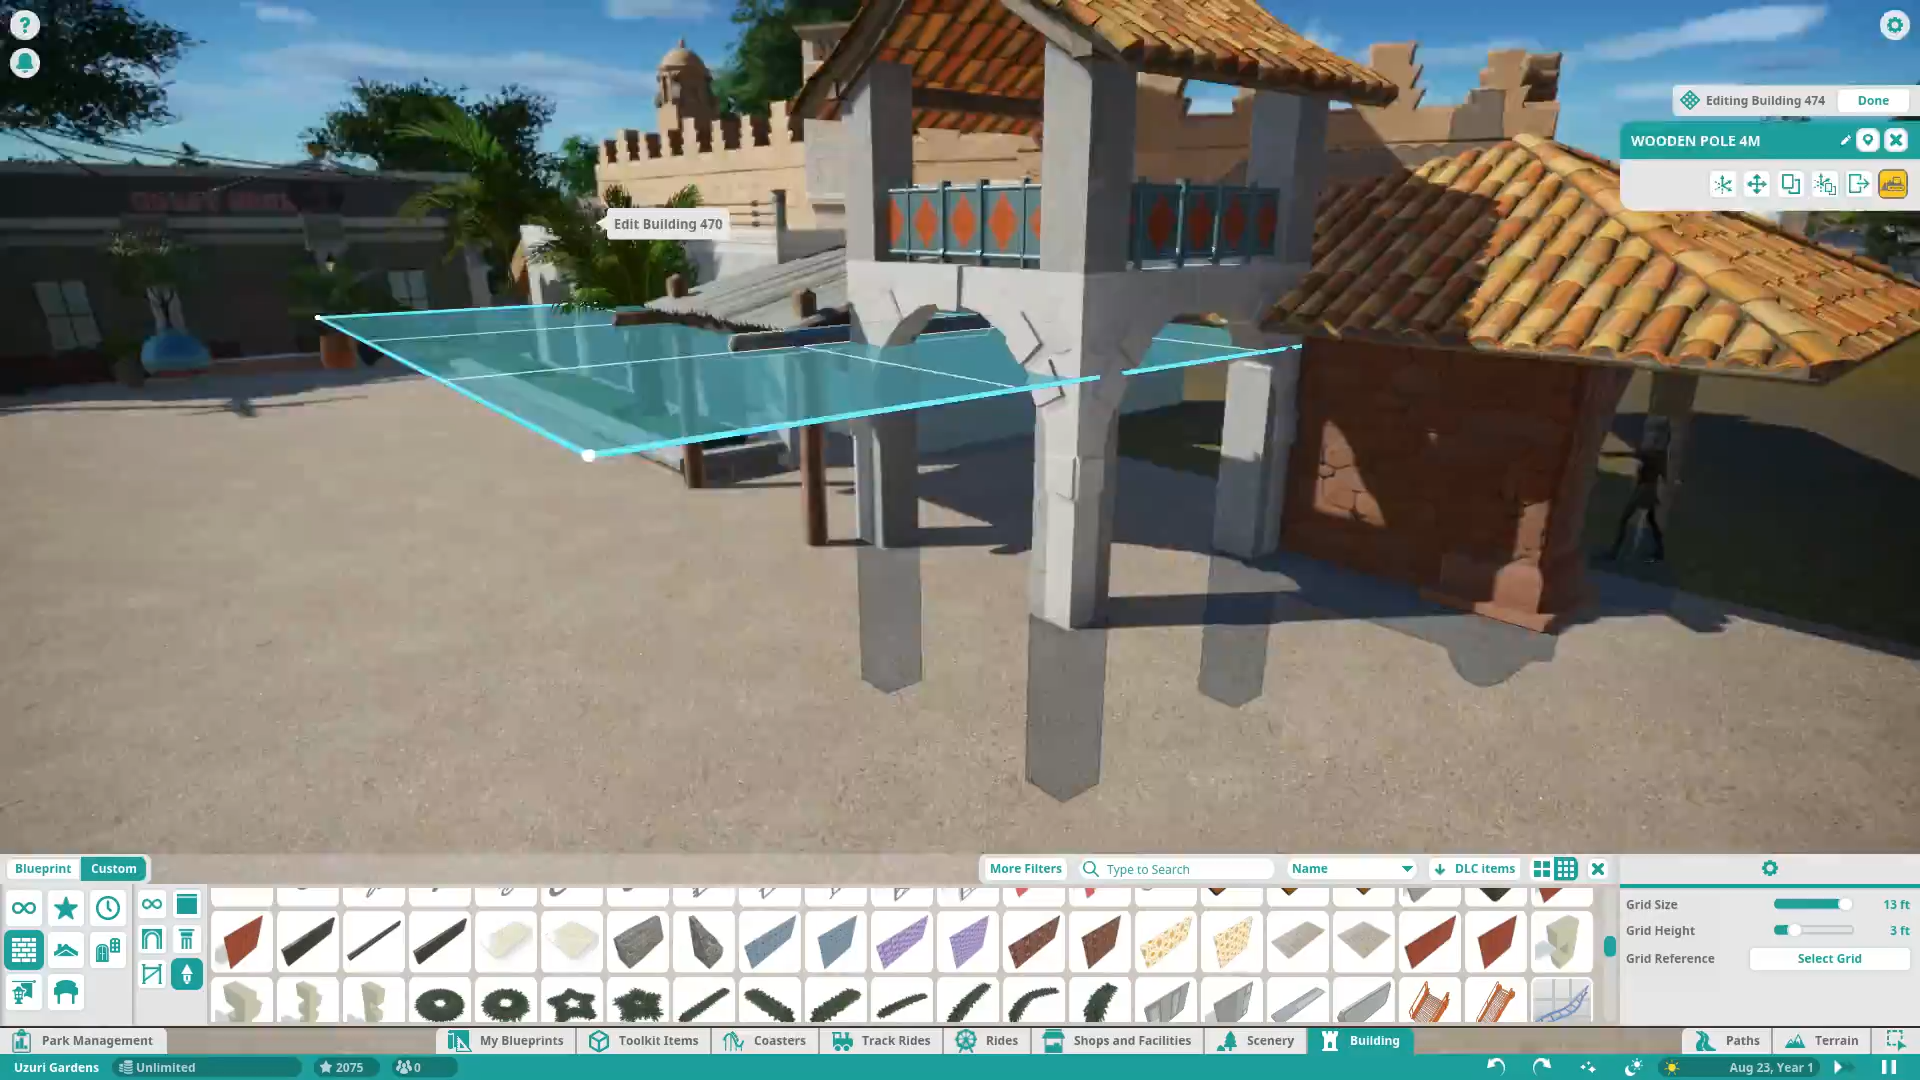 ?
Editing Building 474
Done
WOODEN POLE 4M
Edit Building 470
Blueprint
Custom
More Filters
Type to Search
Name
DLC items
Grid Size
13 ft
Grid Height
3 ft
Grid Reference
Select Grid
Park Management
My Blueprints
Toolkit Items
Coasters
Track Rides
Rides
Shops and Facilities
Scenery
Building
Paths
Terrain
Uzuri Gardens
Unlimited
2075
0
Aug 23, Year 1